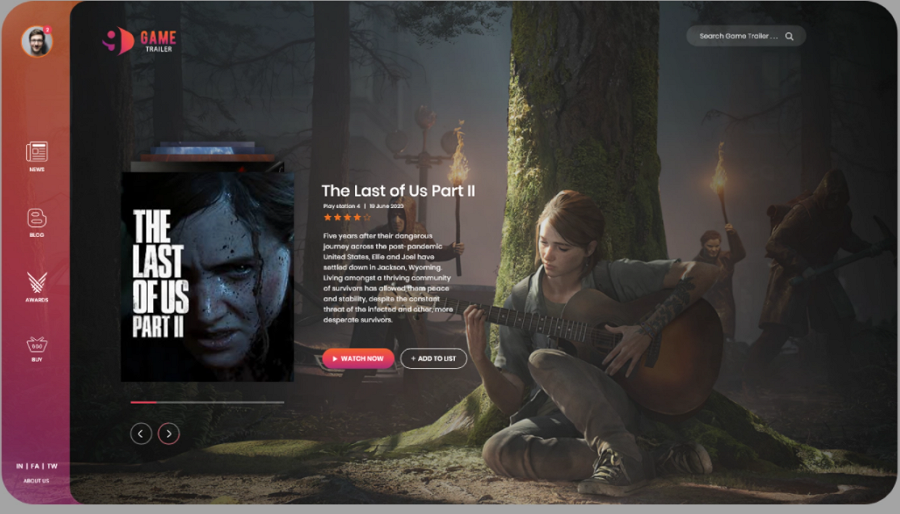 GAME
TRAILER
Search Game Trailer . . .
NEWS
BLOG
AWARDS
BUY
IN | FA | TW
ABOUT US
THE
LAST
OF US
PART II
The Last of Us Part II
Play station 4 | 19 June 2020
Five years after their dangerous
journey across the post-pandemic
United States, Ellie and Joel have
settled down in Jackson, Wyoming.
Living amongst a thriving community
of survivors has allowed them peace
and stability, despite the constant
threat of the infected and other, more
desperate survivors.
WATCH NOW
+ ADD TO LIST